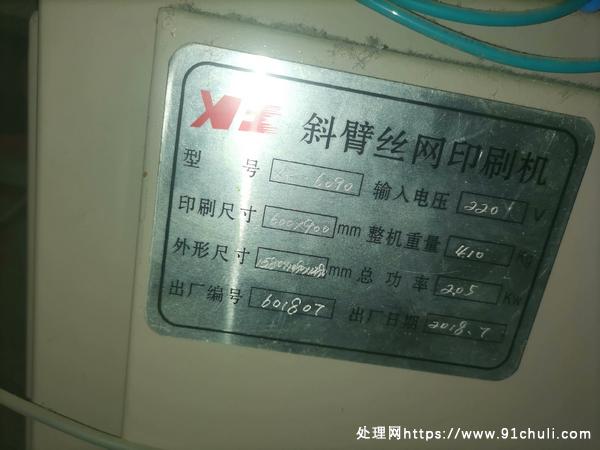 斜臂丝网印刷机
型 号 6090 输入电压 220 V
印刷尺寸 600×900 mm 整机重量 410 Kg
外形尺寸 mm 总 功 率 2.05 Kw
出厂编号 601807 出厂日期 2018.7
处理网https://www.91chuli.com/